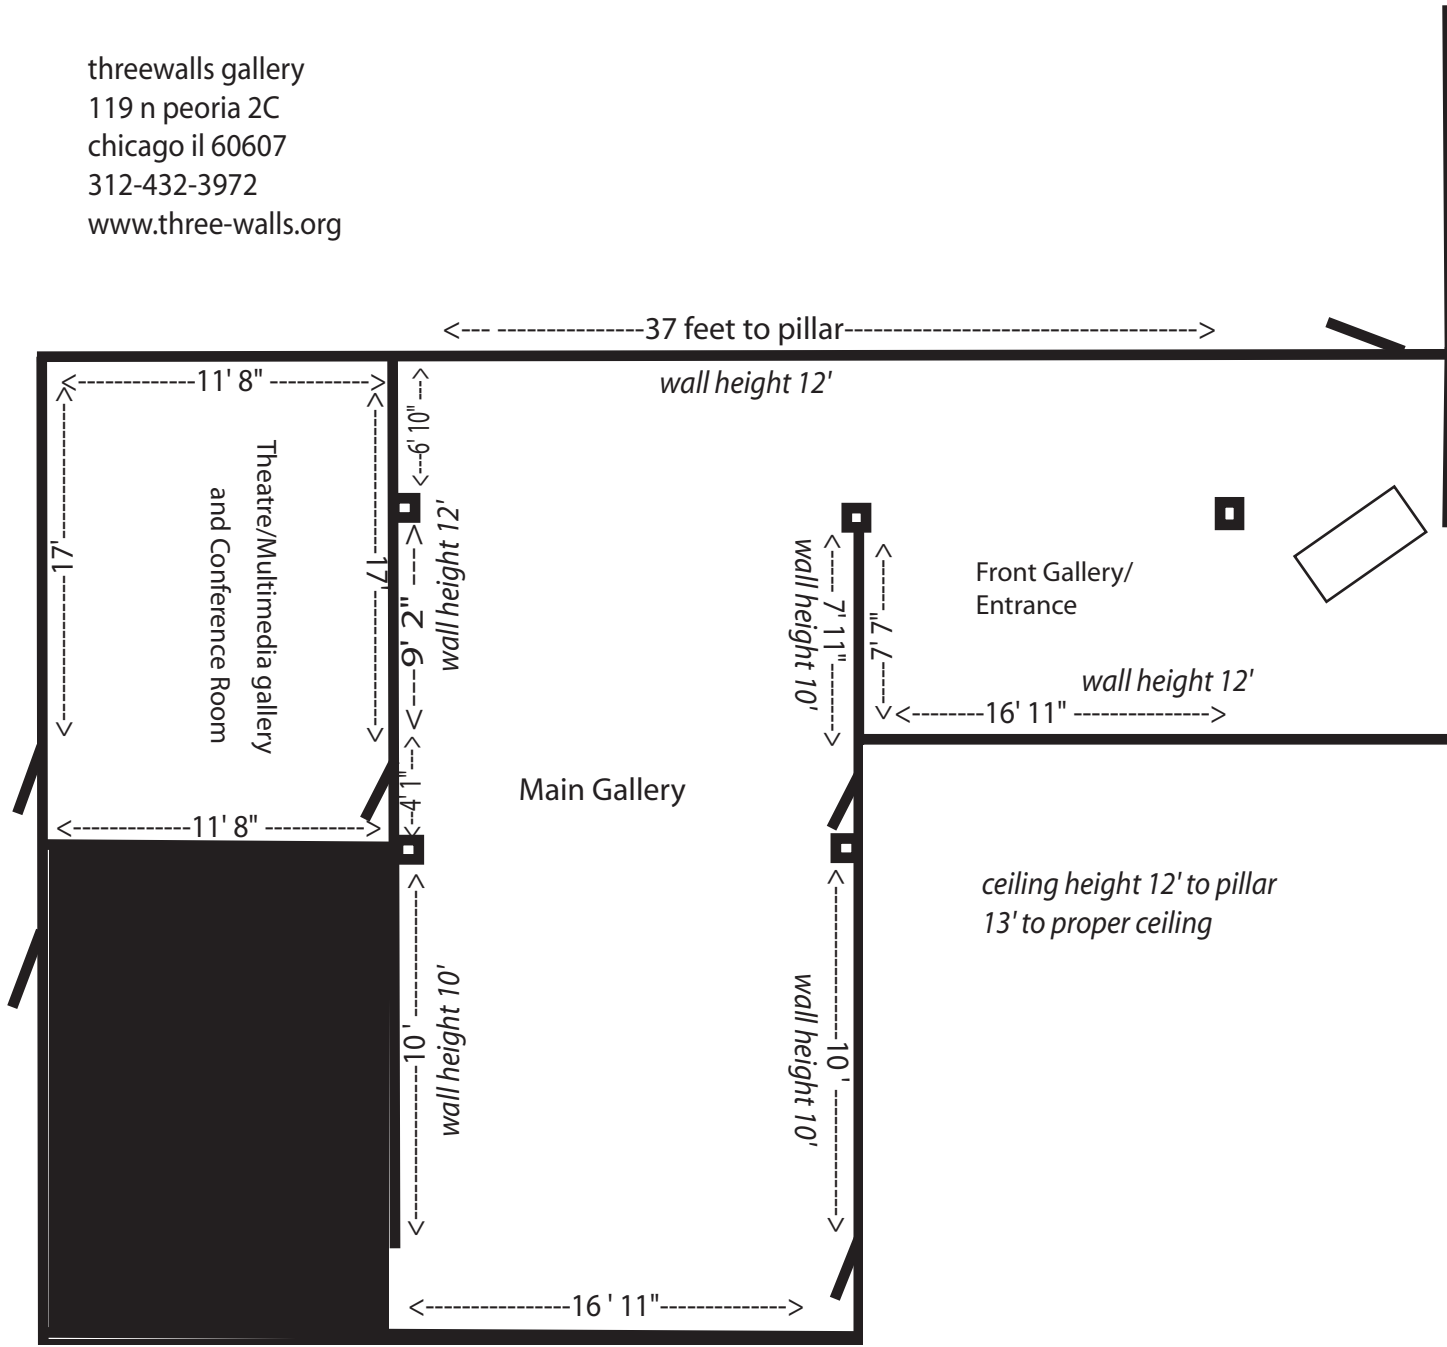 threewalls gallery
119 n peoria 2C
chicago il 60607
312-432-3972
www.three-walls.org
<--- ---------------37 feet to pillar------------------------------------>
wall height 12'
<------------11' 8" ----------->
<--6' 10" --->
17'
17'
Theatre/Multimedia gallery
and Conference Room
<----9' 2" ---->
wall height 12'
wall height 10'
7' 11"
7' 7"
Front Gallery/
Entrance
wall height 12'
<--------16' 11" --------------->
<--4' 1"--->
Main Gallery
<------------11' 8" ----------->
ceiling height 12' to pillar
13' to proper ceiling
10 '
wall height 10'
wall height 10'
10 '
<----------------16 ' 11"-------------->